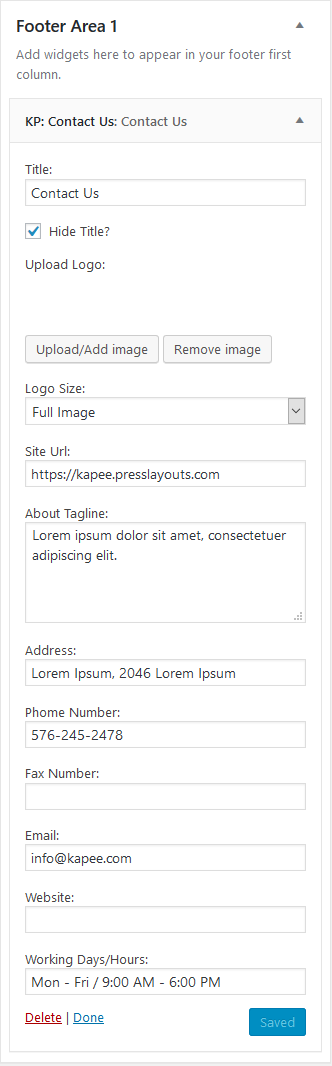 Footer Area 1
Add widgets here to appear in your footer first
column.
KP: Contact Us: Contact Us
Title:
Contact Us
Hide Title?
Upload Logo:
Upload/Add image Remove image
Logo Size:
Full Image
Site Url:
https://kapee.presslayouts.com
About Tagline:
Lorem ipsum dolor sit amet, consectetuer
adipiscing elit.
Address:
Lorem Ipsum, 2046 Lorem Ipsum
Phome Number:
576-245-2478
Fax Number:
Email:
info@kapee.com
Website:
Working Days/Hours:
Mon - Fri / 9:00 AM - 6:00 PM
Delete | Done Saved